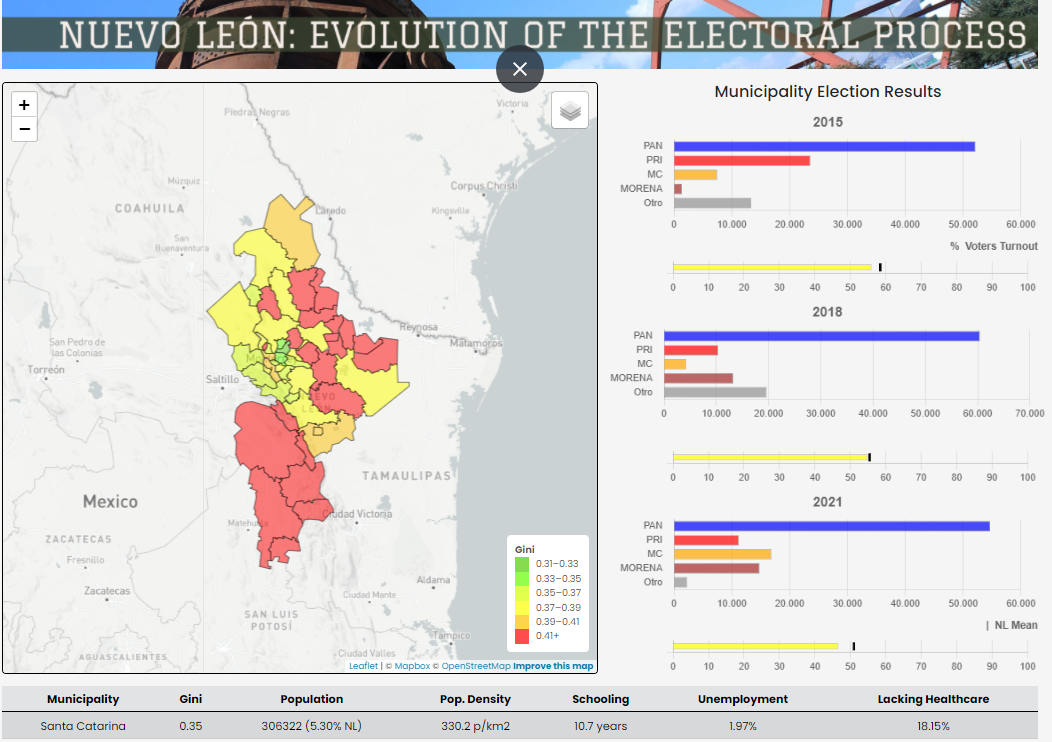 NUEVO LEÓN: EVOLUTION OF THE ELECTORAL PROCESS
+
−
Piedras Negras
Victoria
Múzquiz
COAHUILA
Laredo
Corpus Christi
Kingsville
San
Buenaventura
Reynosa
Matamoros
San Pedro de
las Colonias
Torreón
Saltillo
NUEVO
LEÓN
TAMAULIPAS
Mexico
Ciudad Victoria
Matehuala
ZACATECAS
Fresnillo
Zacatecas
Aldama
Ciudad Mante
SAN LUIS
POTOSÍ
Tampico
AGUASCALIENTES
Ciudad Valles
Gini
0.31–0.33
0.33–0.35
0.35–0.37
0.37–0.39
0.39–0.41
0.41+
Leaflet | © Mapbox © OpenStreetMap Improve this map
Municipality Election Results
2015
PAN
PRI
MC
MORENA
Otro
0 10.000 20.000 30.000 40.000 50.000 60.000
% Voters Turnout
0 10 20 30 40 50 60 70 80 90 100
2018
PAN
PRI
MC
MORENA
Otro
0 10.000 20.000 30.000 40.000 50.000 60.000 70.000
0 10 20 30 40 50 60 70 80 90 100
2021
PAN
PRI
MC
MORENA
Otro
0 10.000 20.000 30.000 40.000 50.000 60.000
| NL Mean
0 10 20 30 40 50 60 70 80 90 100
Municipality Gini Population Pop. Density Schooling Unemployment Lacking Healthcare
Santa Catarina 0.35 306322 (5.30% NL) 330.2 p/km2 10.7 years 1.97% 18.15%